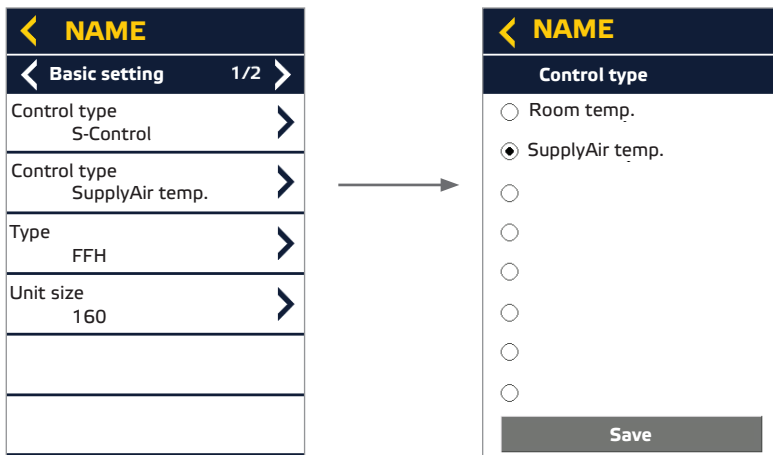 NAME
Basic setting 1/2
Control type
S-Control
Control type
SupplyAir temp.
Type
FFH
Unit size
160
NAME
Control type
Room temp.
SupplyAir temp.
Save